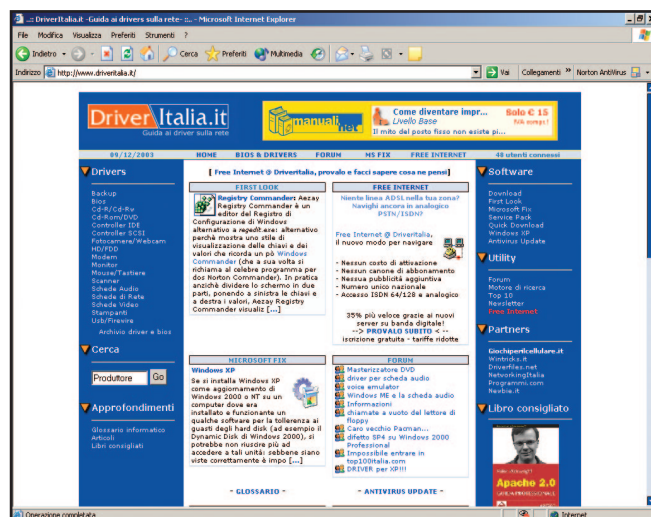 ..:: DriverItalia.it -Guida ai drivers sulla rete- ::.. - Microsoft Internet Explorer
File Modifica Visualizza Preferiti Strumenti ?
Indietro Cerca Preferiti Multimedia
Indirizzo http://www.driveritalia.it/ Vai Collegamenti » Norton AntiVirus
Driver Italia.it
Guida ai driver sulla rete
manuali.net
Come diventare impr...
Livello Base
Il mito del posto fisso non esiste pi...
Solo € 15
09/12/2003 HOME BIOS & DRIVERS FORUM MS FIX FREE INTERNET 40 utenti connessi
Drivers
Backup
Bios
Cd-R/Cd-Rw
Cd-Rom/DVD
Controller IDE
Controller SCSI
Fotocamere/Webcam
HD/FDD
Modem
Monitor
Mouse/Tastiere
Scanner
Schede Audio
Schede di Rete
Schede Video
Stampanti
Usb/Firewire
Archivio driver e bios
Cerca
Produttore Go
Approfondimenti
Glossario informatico
Articoli
Libri consigliati
[ Free Internet @ Driveritalia, provalo e facci sapere cosa ne pensi]
FIRST LOOK
Registry Commander: Aezay
Registry Commander è un
editor del Registro di
Configurazione di Windows
alternativo a regedt.exe: alternativo
perchè mostra uno stile di
visualizzazione delle chiavi e dei
valori che ricorda un pò Windows
Commander (che a sua volta si
richiama al celebre programma per
dos Norton Commander). In pratica
anzichè dividere lo schermo in due
parti, ponendo a sinistra le chiavi e
a destra i valori, Aezay Registry
Commander visualiz [...]
FREE INTERNET
Niente linea ADSL nella tua zona?
Navighi ancora in analogico
PSTN/ISDN?
Free Internet @ Driveritalia,
il nuovo modo per navigare
- Nessun costo di attivazione
- Nessun canone di abbonamento
- Nessuna pubblicità aggiuntiva
- Numero unico nazionale
- Accesso ISDN 64/128 e analogico
35% più veloce grazie ai nuovi
server su banda digitale!
--> PROVALO SUBITO <--
iscrizione gratuita - tariffe ridotte
MICROSOFT FIX
Windows XP
Se si installa Windows XP
come aggiornamento di
Windows 2000 o NT su un
computer dove era
installato e funzionante un
qualche software per la tolleranza ai
guasti degli hard disk (ad esempio il
Dynamic Disk di Windows 2000), si
potrebbe non riuscire più ad
accedere a tali unità: sebbene siano
viste correttamente è impo [...]
FORUM
Masterizzatore DVD
driver per scheda audio
voice emulator
Windows ME e la scheda audio
Informazioni
chiamate a vuoto del lettore di
floppy
Caro vecchio Pacman...
difetto SP4 su Windows 2000
Professional
Impossibile entrare in
top100italia.com
DRIVER per XP!!!
- GLOSSARIO -
- ANTIVIRUS UPDATE -
Software
Download
First Look
Microsoft Fix
Service Pack
Quick Download
Windows XP
Antivirus Update
Utility
Forum
Motore di ricerca
Top 10
Newsletter
Free Internet
Partners
Giochiperilcellulare.it
Wintricks.it
Driverfiles.net
NetworkingItalia
Programmi.com
Newbie.it
Libro consigliato
Apache 2.0
Operazione completata Internet